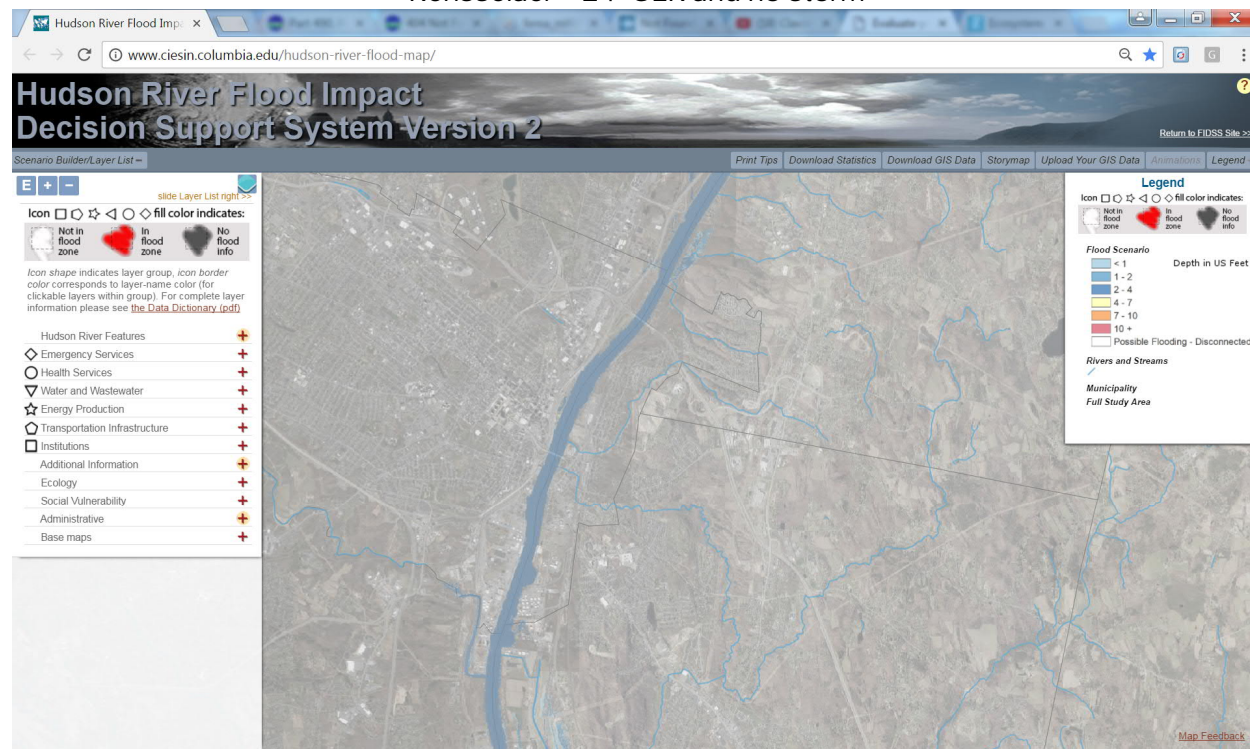 Hudson River Flood Impa ×
www.ciesin.columbia.edu/hudson-river-flood-map/
G
Hudson River Flood Impact
Decision Support System Version 2
?
Return to FIDSS Site >>
Scenario Builder/Layer List –
Print Tips Download Statistics Download GIS Data Storymap Upload Your GIS Data Animations Legend
E + –
slide Layer List right >>
Icon fill color indicates:
Not in flood zone
In flood zone
No flood info
Icon shape indicates layer group, icon border
color corresponds to layer-name color (for
clickable layers within group). For complete layer
information please see the Data Dictionary (pdf)
Hudson River Features +
Emergency Services +
Health Services +
Water and Wastewater +
Energy Production +
Transportation Infrastructure +
Institutions +
Additional Information +
Ecology +
Social Vulnerability +
Administrative +
Base maps +
Legend
Icon fill color indicates:
Not in flood zone
In flood zone
No flood info
Flood Scenario
< 1 Depth in US Feet
1 - 2
2 - 4
4 - 7
7 - 10
10 +
Possible Flooding - Disconnected
Rivers and Streams
Municipality
Full Study Area
Map Feedback